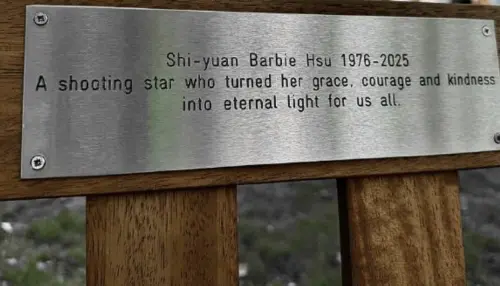 Shi-yuan Barbie Hsu 1976-2025
A shooting star who turned her grace, courage and kindness
into eternal light for us all.